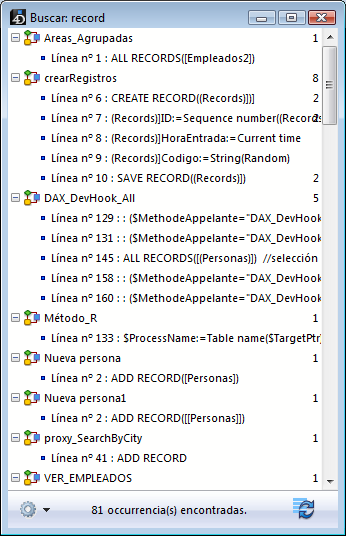 4D Buscar: record
Areas_Agrupadas 1
Línea nº 1 : ALL RECORDS([Empleados2])
crearRegistros 8
Línea nº 6 : CREATE RECORD((Records)])] 2
Línea nº 7 : (Records)]ID:=Sequence number((Records 2
Línea nº 8 : (Records)]HoraEntrada:=Current time
Línea nº 9 : (Records)]Codigo:=String(Random)
Línea nº 10 : SAVE RECORD((Records)]) 2
DAX_DevHook_All 5
Línea nº 129 : : ($MethodeAppelante="DAX_DevHook
Línea nº 131 : : ($MethodeAppelante="DAX_DevHook
Línea nº 145 : ALL RECORDS([(Personas)]) //selección
Línea nº 158 : : ($MethodeAppelante="DAX_DevHook
Línea nº 160 : : ($MethodeAppelante="DAX_DevHook
Método_R 1
Línea nº 133 : $ProcessName:=Table name($TargetPtr)
Nueva persona 1
Línea nº 2 : ADD RECORD([Personas])
Nueva persona1 1
Línea nº 2 : ADD RECORD([[Personas]])
proxy_SearchByCity 1
Línea nº 41 : ADD RECORD
VER_EMPLEADOS 1
81 occurrencia(s) encontradas.